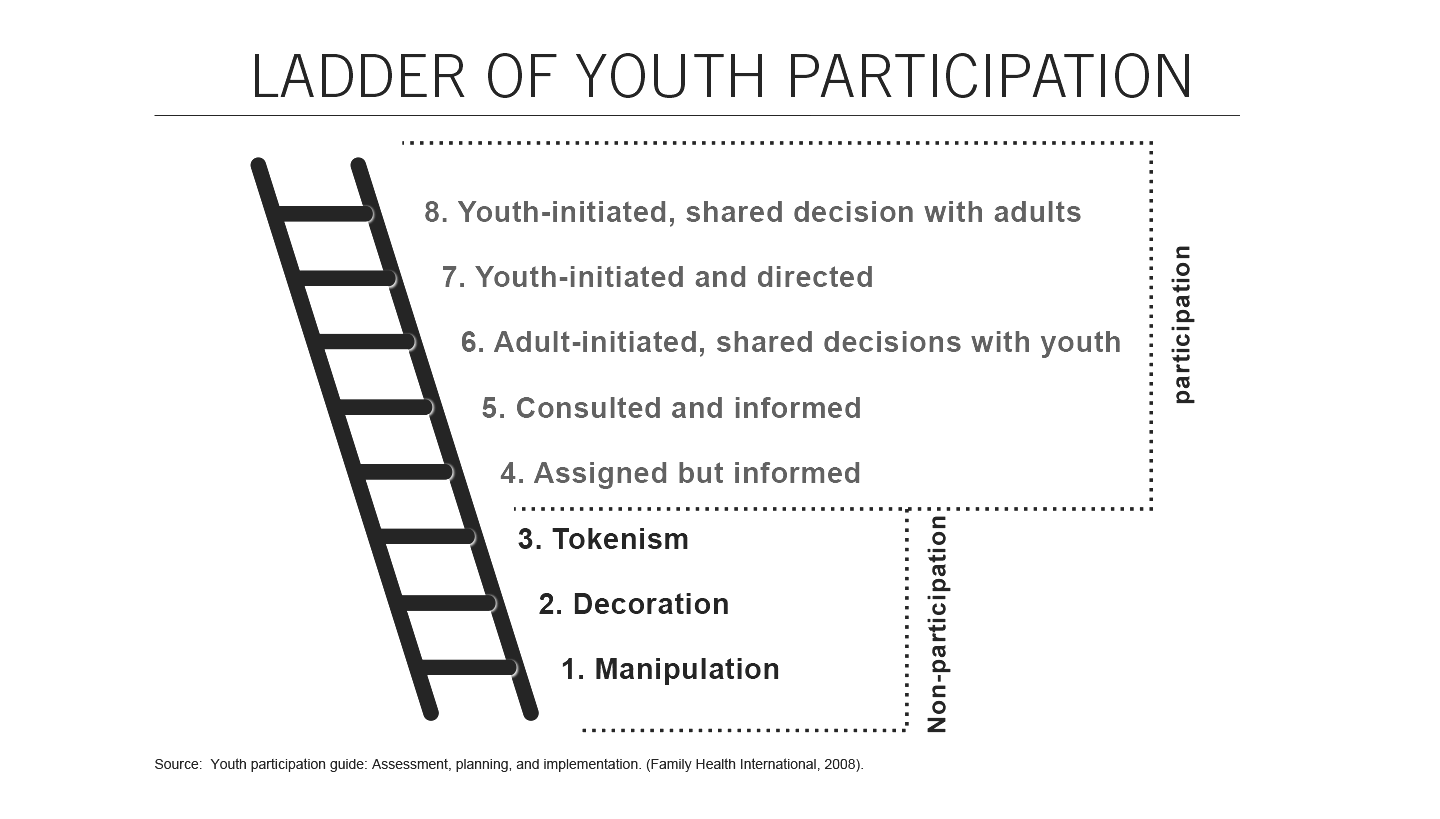 LADDER OF YOUTH PARTICIPATION
8. Youth-initiated, shared decision with adults
7. Youth-initiated and directed
6. Adult-initiated, shared decisions with youth
5. Consulted and informed
4. Assigned but informed
participation
3. Tokenism
2. Decoration
1. Manipulation
Non-participation
Source:  Youth participation guide: Assessment, planning, and implementation. (Family Health International, 2008).